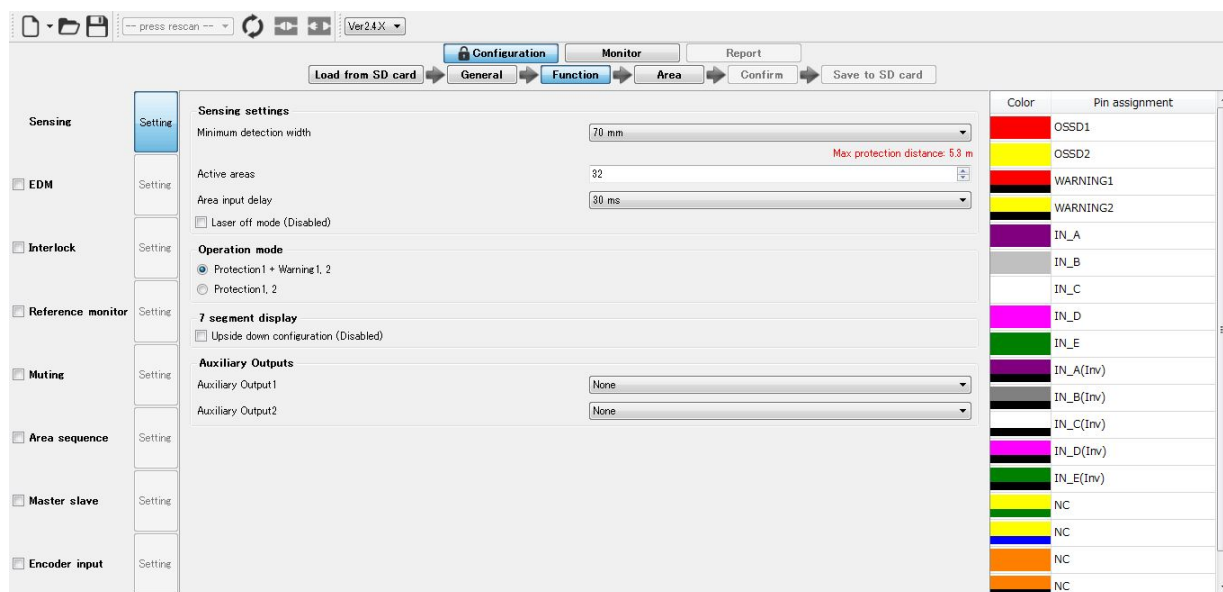 -- press rescan --
Ver2.4.X
Configuration Monitor Report
Load from SD card General Function Area Confirm Save to SD card
Sensing Setting
EDM Setting
Interlock Setting
Reference monitor Setting
Muting Setting
Area sequence Setting
Master slave Setting
Encoder input Setting
Sensing settings
Minimum detection width 70 mm
Max protection distance: 5.3 m
Active areas 32
Area input delay 30 ms
Laser off mode (Disabled)
Operation mode
Protection1 + Warning1, 2
Protection1, 2
7 segment display
Upside down configuration (Disabled)
Auxiliary Outputs
Auxiliary Output1 None
Auxiliary Output2 None
Color Pin assignment
OSSD1
OSSD2
WARNING1
WARNING2
IN_A
IN_B
IN_C
IN_D
IN_E
IN_A(Inv)
IN_B(Inv)
IN_C(Inv)
IN_D(Inv)
IN_E(Inv)
NC
NC
NC
NC